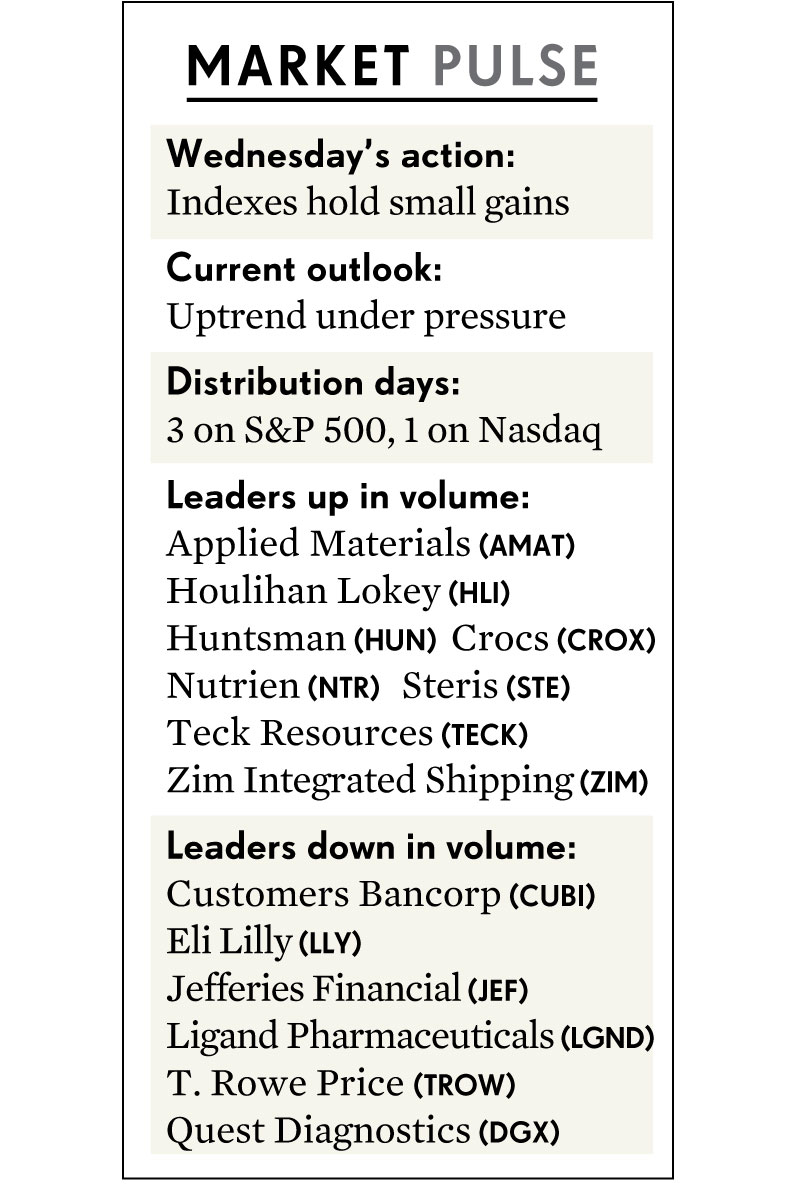 MARKET PULSE
Wednesday’s action:
Indexes hold small gains
Current outlook:
Uptrend under pressure
Distribution days:
3 on S&P 500, 1 on Nasdaq
Leaders up in volume:
Applied Materials (AMAT)
Houlihan Lokey (HLI)
Huntsman (HUN) Crocs (CROX)
Nutrien (NTR) Steris (STE)
Teck Resources (TECK)
Zim Integrated Shipping (ZIM)
Leaders down in volume:
Customers Bancorp (CUBI)
Eli Lilly (LLY)
Jefferies Financial (JEF)
Ligand Pharmaceuticals (LGND)
T. Rowe Price (TROW)
Quest Diagnostics (DGX)